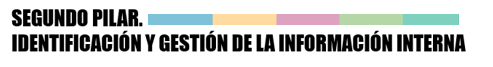 SEGUNDO PILAR.
IDENTIFICACIÓN Y GESTIÓN DE LA INFORMACIÓN INTERNA